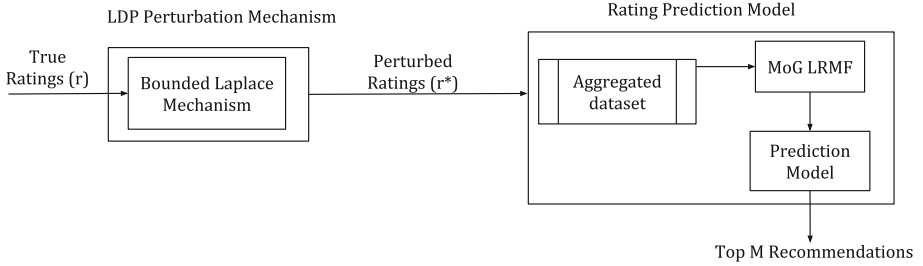 LDP Perturbation Mechanism
Rating Prediction Model
True
Ratings (r)
Bounded Laplace
Mechanism
Perturbed
Ratings (r*)
Aggregated
dataset
MoG LRMF
Prediction
Model
Top M Recommendations